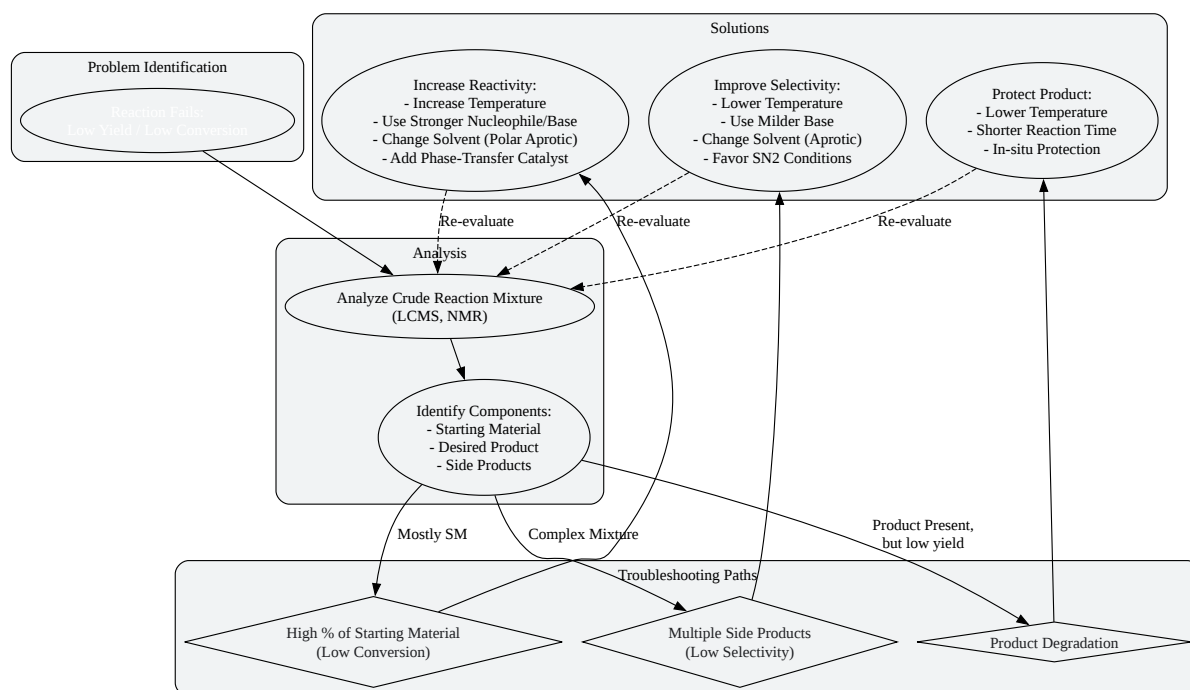 Solutions
Problem Identification
Reaction Fails:
Low Yield / Low Conversion
Increase Reactivity:
- Increase Temperature
- Use Stronger Nucleophile/Base
- Change Solvent (Polar Aprotic)
- Add Phase-Transfer Catalyst
Improve Selectivity:
- Lower Temperature
- Use Milder Base
- Change Solvent (Aprotic)
- Favor SN2 Conditions
Protect Product:
- Lower Temperature
- Shorter Reaction Time
- In-situ Protection
Re-evaluate
Re-evaluate
Re-evaluate
Analysis
Analyze Crude Reaction Mixture
(LCMS, NMR)
Identify Components:
- Starting Material
- Desired Product
- Side Products
Mostly SM
Complex Mixture
Product Present,
but low yield
Troubleshooting Paths
High % of Starting Material
(Low Conversion)
Multiple Side Products
(Low Selectivity)
Product Degradation